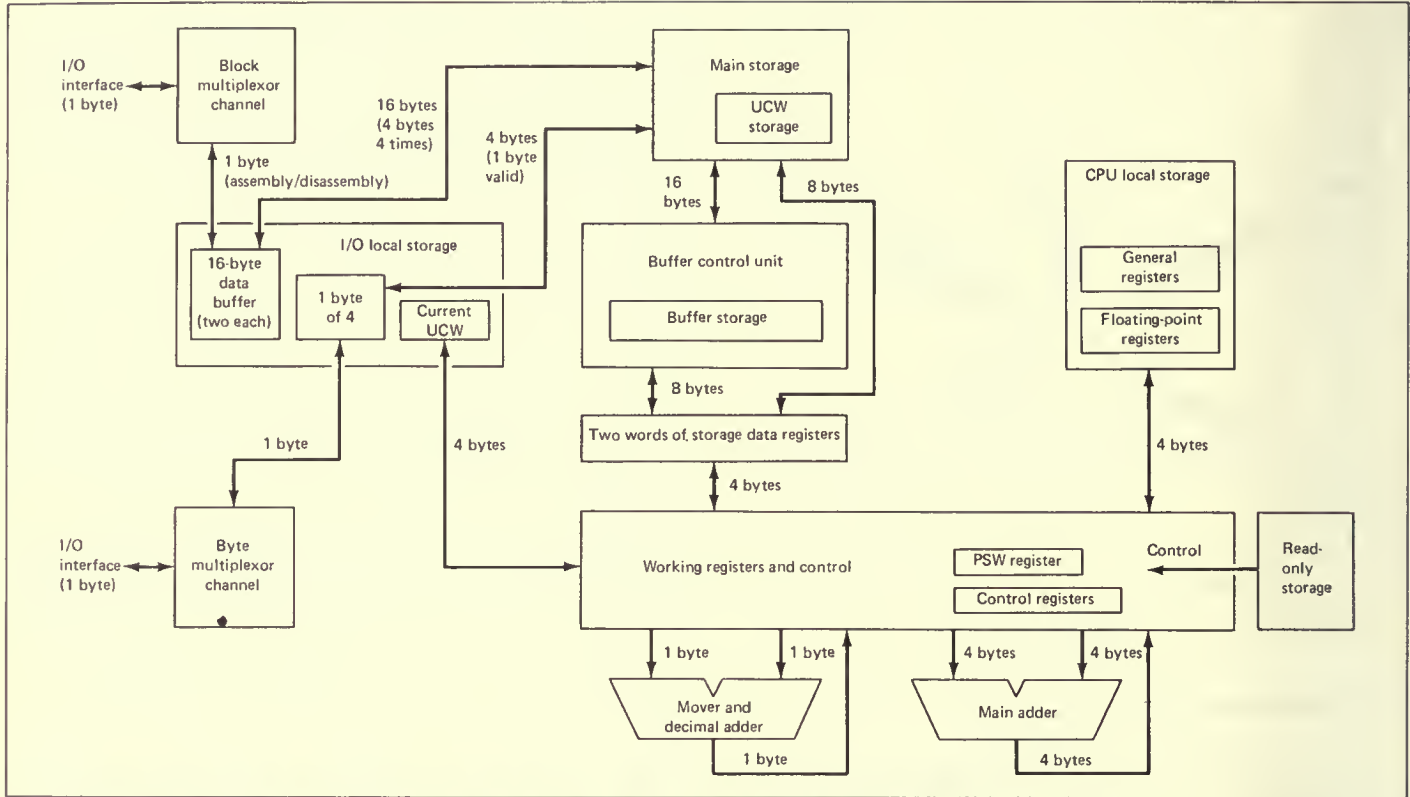 I/O
interface
(1 byte)
Block
multiplexor
channel
1 byte
(assembly/disassembly)
16 bytes
(4 bytes
4 times)
4 bytes
(1 byte
valid)
Main storage
UCW
storage
16
bytes
8 bytes
CPU local storage
General
registers
Floating-point
registers
I/O local storage
16-byte
data
buffer
(two each)
1 byte
of 4
Current
UCW
Buffer control unit
Buffer storage
8 bytes
Two words of storage data registers
1 byte
4 bytes
4 bytes
4 bytes
I/O
interface
(1 byte)
Byte
multiplexor
channel
Working registers and control
PSW register
Control registers
Control
Read-
only
storage
1 byte
1 byte
4 bytes
4 bytes
Mover and
decimal adder
Main adder
1 byte
4 bytes